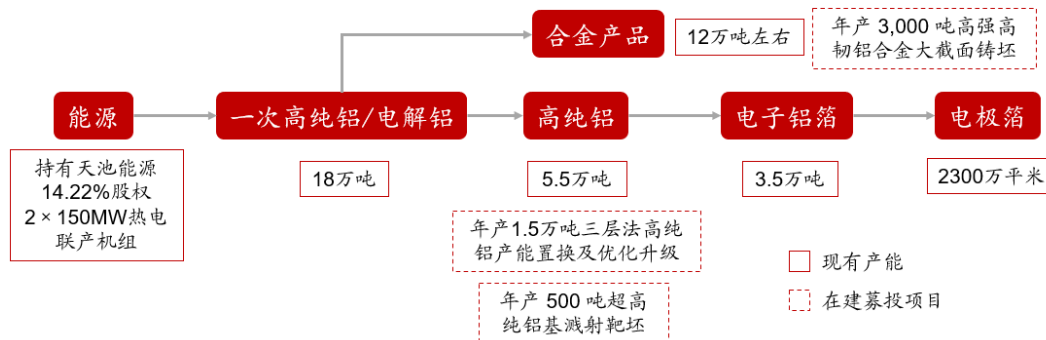 合金产品
12万吨左右
年产 3,000 吨高强高
韧铝合金大截面铸坯
能源
一次高纯铝/电解铝
高纯铝
电子铝箔
电极箔
持有天池能源
14.22%股权
2×150MW热电
联产机组
18万吨
5.5万吨
3.5万吨
2300万平米
年产1.5万吨三层法高纯
铝产能置换及优化升级
年产 500 吨超高
纯铝基溅射靶坯
现有产能
在建募投项目